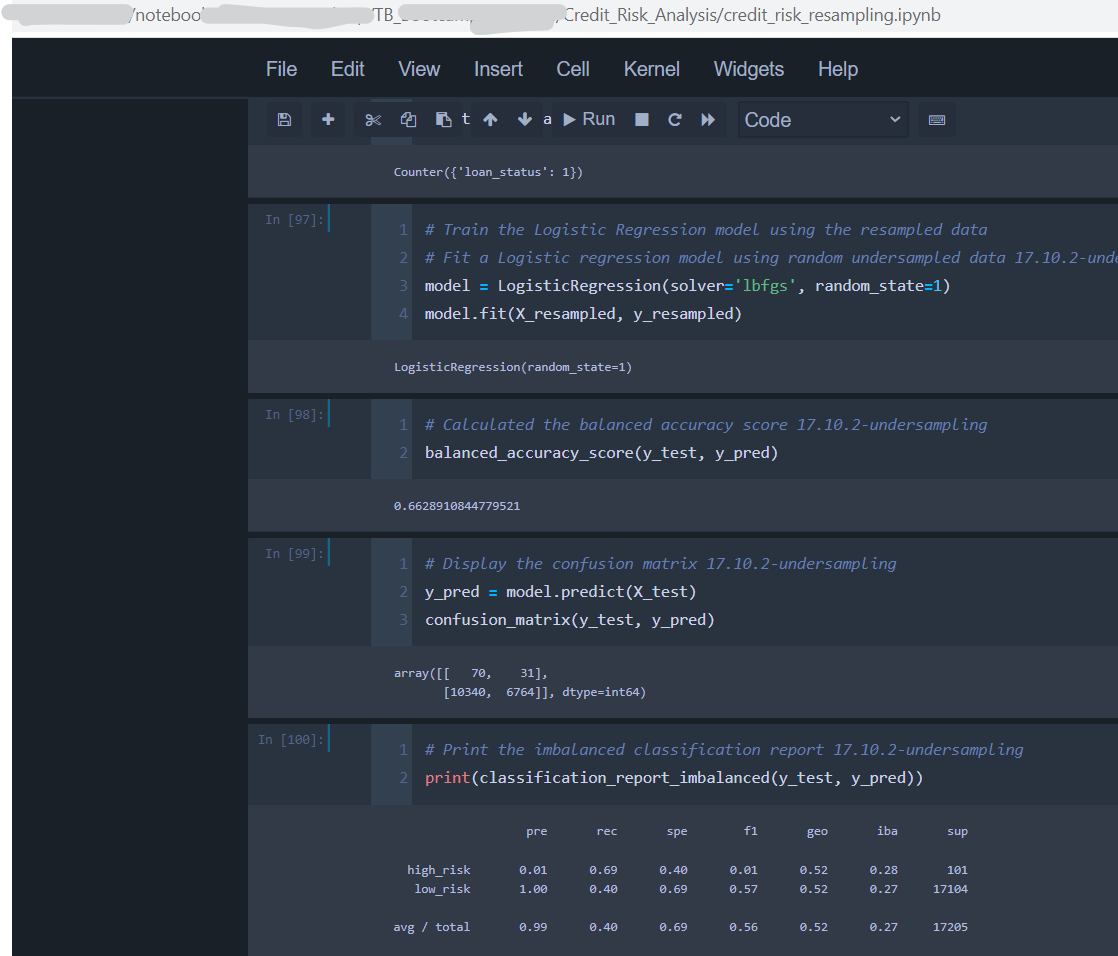 /notebook TB_ Credit_Risk_Analysis/credit_risk_resampling.ipynb
File Edit View Insert Cell Kernel Widgets Help
t a Run Code
Counter({'loan_status': 1})
In [97]:
1 # Train the Logistic Regression model using the resampled data
2 # Fit a Logistic regression model using random undersampled data 17.10.2-unde
3 model = LogisticRegression(solver='lbfgs', random_state=1)
4 model.fit(X_resampled, y_resampled)
LogisticRegression(random_state=1)
In [98]:
1 # Calculated the balanced accuracy score 17.10.2-undersampling
2 balanced_accuracy_score(y_test, y_pred)
0.6628910844779521
In [99]:
1 # Display the confusion matrix 17.10.2-undersampling
2 y_pred = model.predict(X_test)
3 confusion_matrix(y_test, y_pred)
array([[   70,    31],
       [10340,  6764]], dtype=int64)
In [100]:
1 # Print the imbalanced classification report 17.10.2-undersampling
2 print(classification_report_imbalanced(y_test, y_pred))
pre rec spe f1 geo iba sup
high_risk 0.01 0.69 0.40 0.01 0.52 0.28 101
low_risk 1.00 0.40 0.69 0.57 0.52 0.27 17104
avg / total 0.99 0.40 0.69 0.56 0.52 0.27 17205